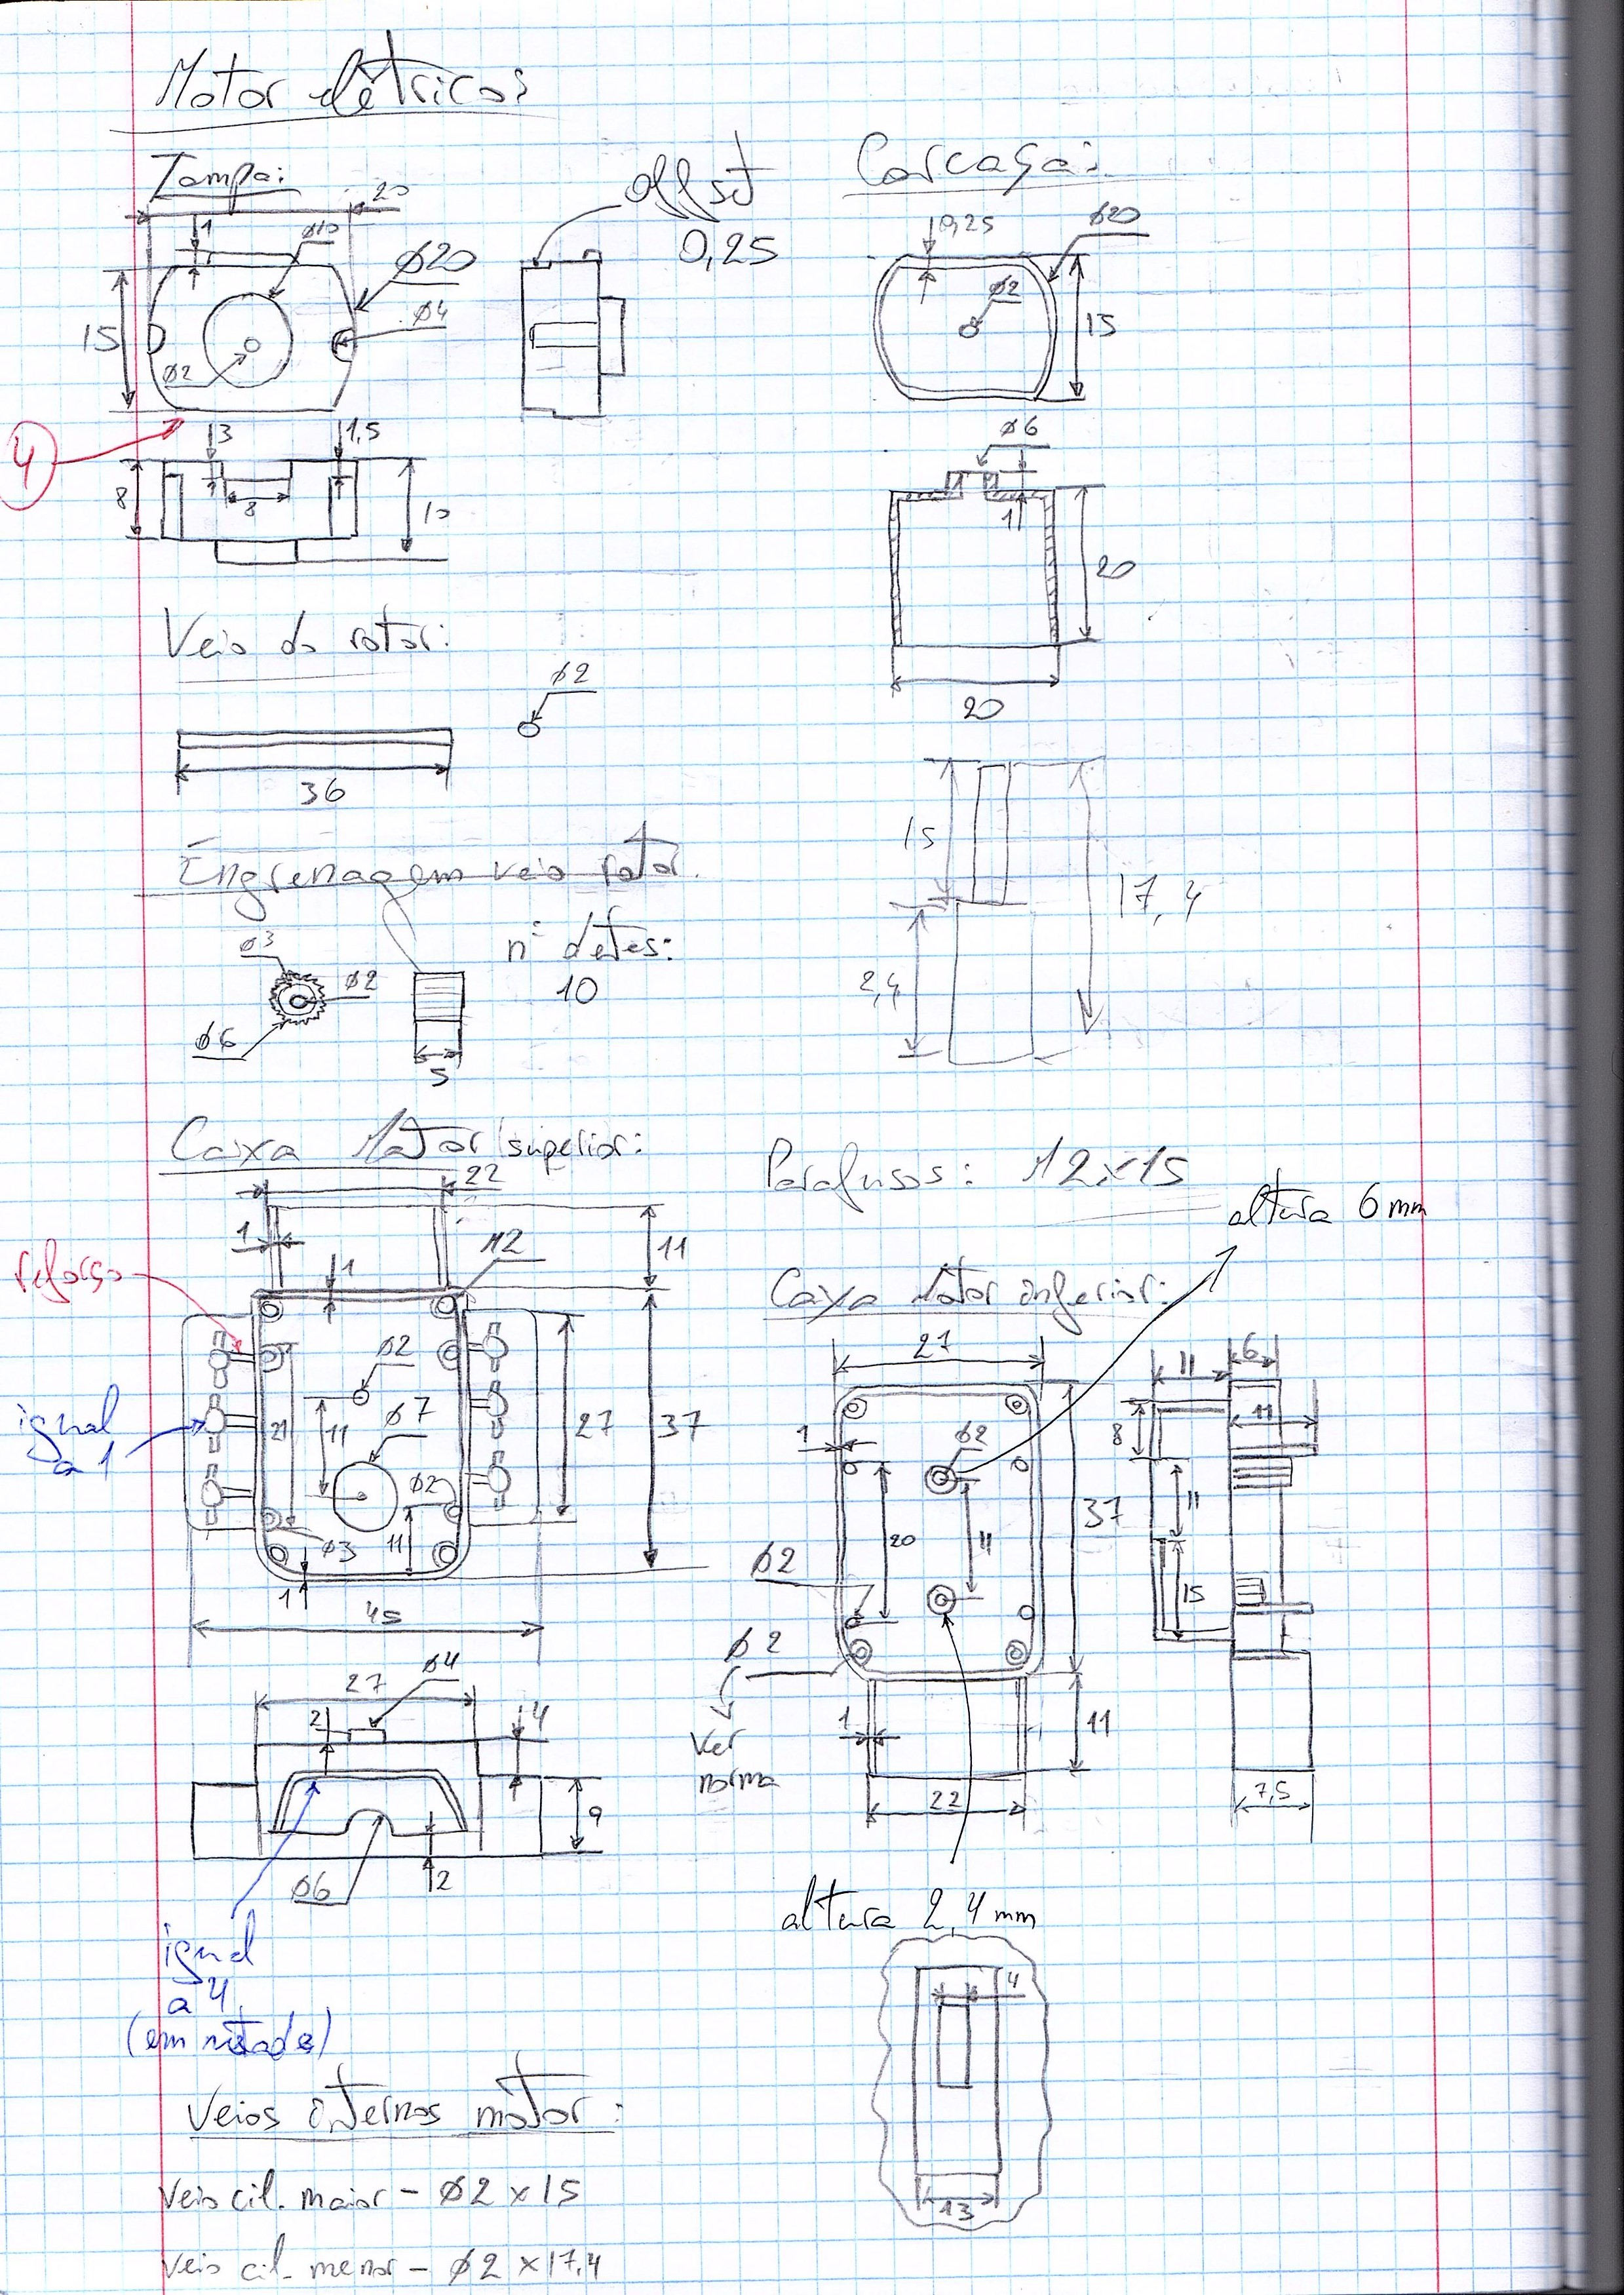 Motor elétrico:
Tampa:
20
1
Ø10
Ø20
Ø4
15
Ø2
offset
0,25
Carcaça:
0,25
Ø20
Ø2
15
4
3
1,5
8
8
10
Ø6
1
20
20
Veio do rotor:
Ø2
36
15
17,4
2,4
Engrenagem veio rotor.
Ø3
Ø2
Ø6
nº detes:
10
5
Caixa Motor superior:
22
1
M2
11
1
reforço
Ø2
igual
a 1
21
11
Ø7
27
37
Ø2
Ø3
11
1
45
Parafusos: M2x15
altura 6mm
Caixa Motor inferior:
27
11
6
8
11
1
Ø2
20
11
37
11
15
Ø2
Ø2
Ver
norma
1
11
22
7,5
27
Ø4
2
4
9
Ø6
2
igual
a 4
(em metade)
altura 2,4mm
4
13
Veios internos motor:
Veio cil. maior - Ø2 x 15
Veio cil. menor - Ø2 x 17,4